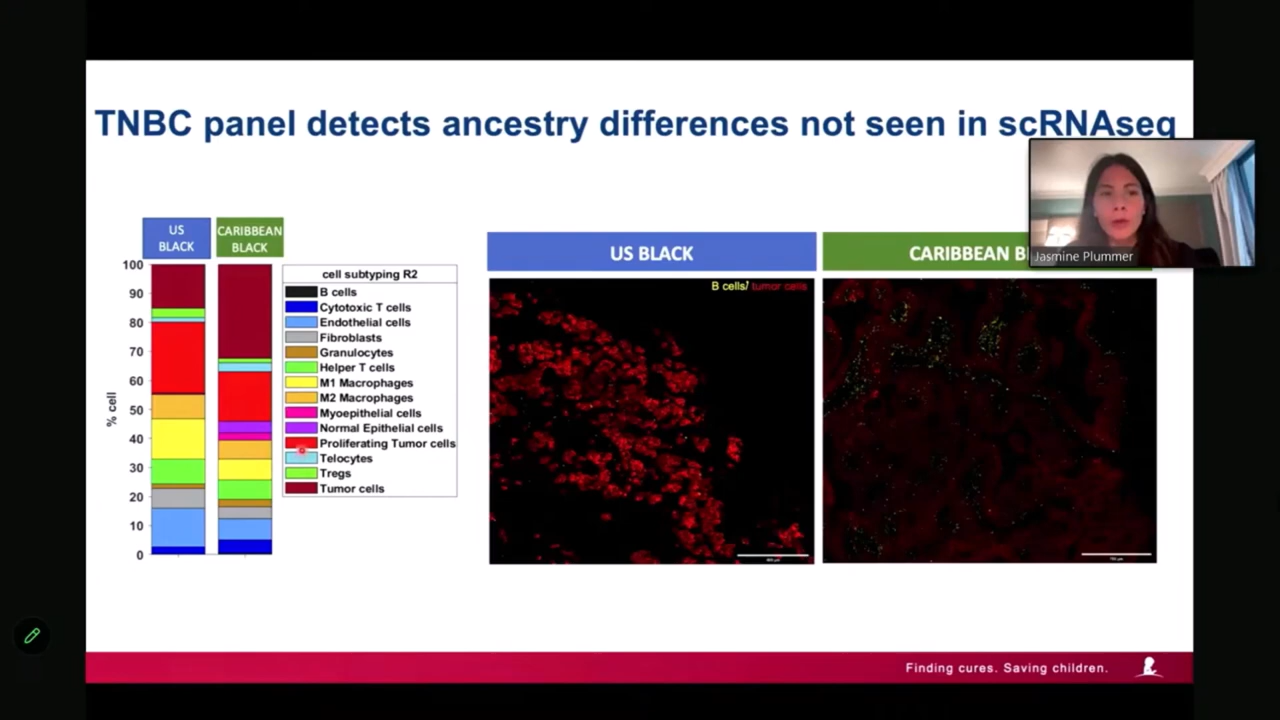 TNBC panel detects ancestry differences not seen in scRNAseq
Jasmine Plummer
US
BLACK
CARIBBEAN
BLACK
100
90
80
70
60
50
40
30
20
10
0
% cell
cell subtyping R2
B cells
Cytotoxic T cells
Endothelial cells
Fibroblasts
Granulocytes
Helper T cells
M1 Macrophages
M2 Macrophages
Myoepithelial cells
Normal Epithelial cells
Proliferating Tumor cells
Telocytes
Tregs
Tumor cells
US BLACK
B cells/ tumor cells
CARIBBEAN
Finding cures. Saving children.